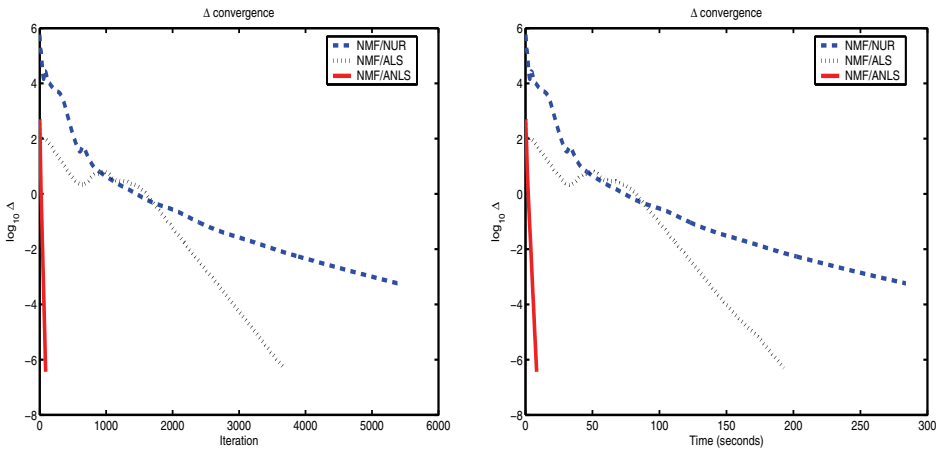 Δ convergence
6
4
2
0
−2
−4
−6
−8
log10 Δ
NMF/NUR
NMF/ALS
NMF/ANLS
0 1000 2000 3000 4000 5000 6000
Iteration
Δ convergence
6
4
2
0
−2
−4
−6
−8
log10 Δ
NMF/NUR
NMF/ALS
NMF/ANLS
0 50 100 150 200 250 300
Time (seconds)